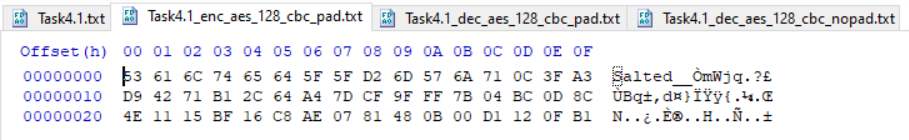 Task4.1.txt Task4.1_enc_aes_128_cbc_pad.txt Task4.1_dec_aes_128_cbc_pad.txt Task4.1_dec_aes_128_cbc_nopad.txt
Offset(h) 00 01 02 03 04 05 06 07 08 09 0A 0B 0C 0D 0E 0F
00000000 53 61 6C 74 65 64 5F 5F D2 6D 57 6A 71 0C 3F A3 Salted__ÒmWjq.?£
00000010 D9 42 71 B1 2C 64 A4 7D CF 9F FF 7B 04 BC 0D 8C ÙBq±,d¤}ÏŸÿ{.¼.Œ
00000020 4E 11 15 BF 16 C8 AE 07 81 48 0B 00 D1 12 0F B1 N..¿.È®..H..Ñ..±